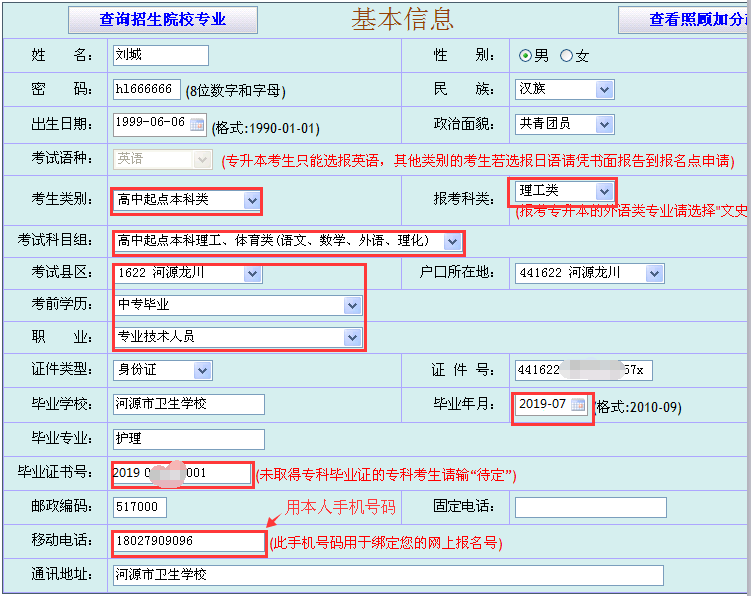 查询招生院校专业 基本信息 查看照顾加分
姓 名： 刘城 性 别： 男 女
密 码： hl666666 (8位数字和字母) 民 族： 汉族
出生日期： 1999-06-06 (格式:1990-01-01) 政治面貌： 共青团员
考试语种： 英语 (专升本考生只能选报英语，其他类别的考生若选报日语请凭书面报告到报名点申请)
考生类别： 高中起点本科类 报考科类： 理工类
(报考专升本的外语类专业请选择"文史
考试科目组： 高中起点本科理工、体育类(语文、数学、外语、理化)
考试县区： 1622 河源龙川 户口所在地： 441622 河源龙川
考前学历： 中专毕业
职 业： 专业技术人员
证件类型： 身份证 证 件 号： 441622 57x
毕业学校： 河源市卫生学校 毕业年月： 2019-07 (格式:2010-09)
毕业专业： 护理
毕业证书号： 2019 0 001 (未取得专科毕业证的专科考生请输“待定”)
邮政编码： 517000 用本人手机号码 固定电话：
移动电话： 18027909096 (此手机号码用于绑定您的网上报名号)
通讯地址： 河源市卫生学校